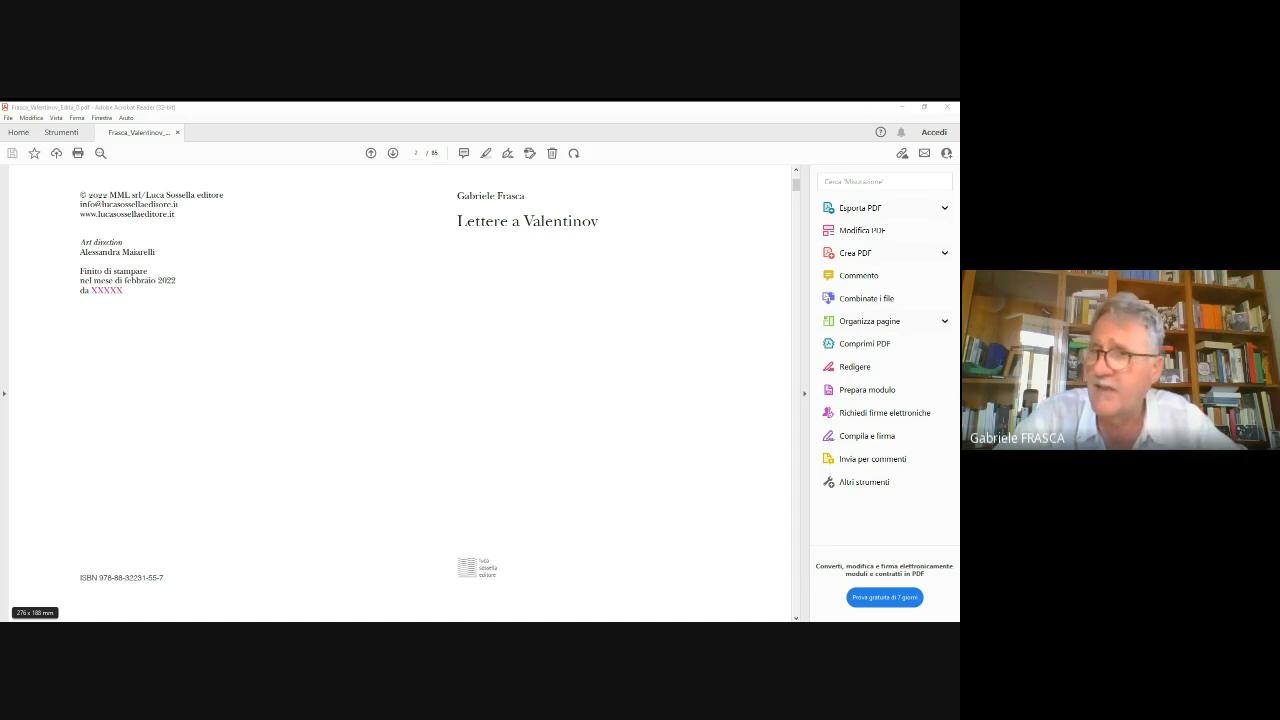 Frasca_Valentinov_Edita_0.pdf - Adobe Acrobat Reader (32-bit)
File Modifica Vista Firma Finestra Aiuto
Home Strumenti Frasca_Valentinov_... × Accedi
2 / 85
© 2022 MML srl/Luca Sossella editore
info@lucasossellaeditore.it
www.lucasossellaeditore.it
Art direction
Alessandra Maiarelli
Finito di stampare
nel mese di febbraio 2022
da XXXXX
ISBN 978-88-32231-55-7
276 x 188 mm
Gabriele Frasca
Lettere a Valentinov
luca
sossella
editore
Cerca 'Misurazione'
Esporta PDF
Modifica PDF
Crea PDF
Commento
Combinate i file
Organizza pagine
Comprimi PDF
Redigere
Prepara modulo
Richiedi firme elettroniche
Compila e firma
Invia per commenti
Altri strumenti
Converti, modifica e firma elettronicamente
moduli e contratti in PDF
Prova gratuita di 7 giorni
Gabriele FRASCA